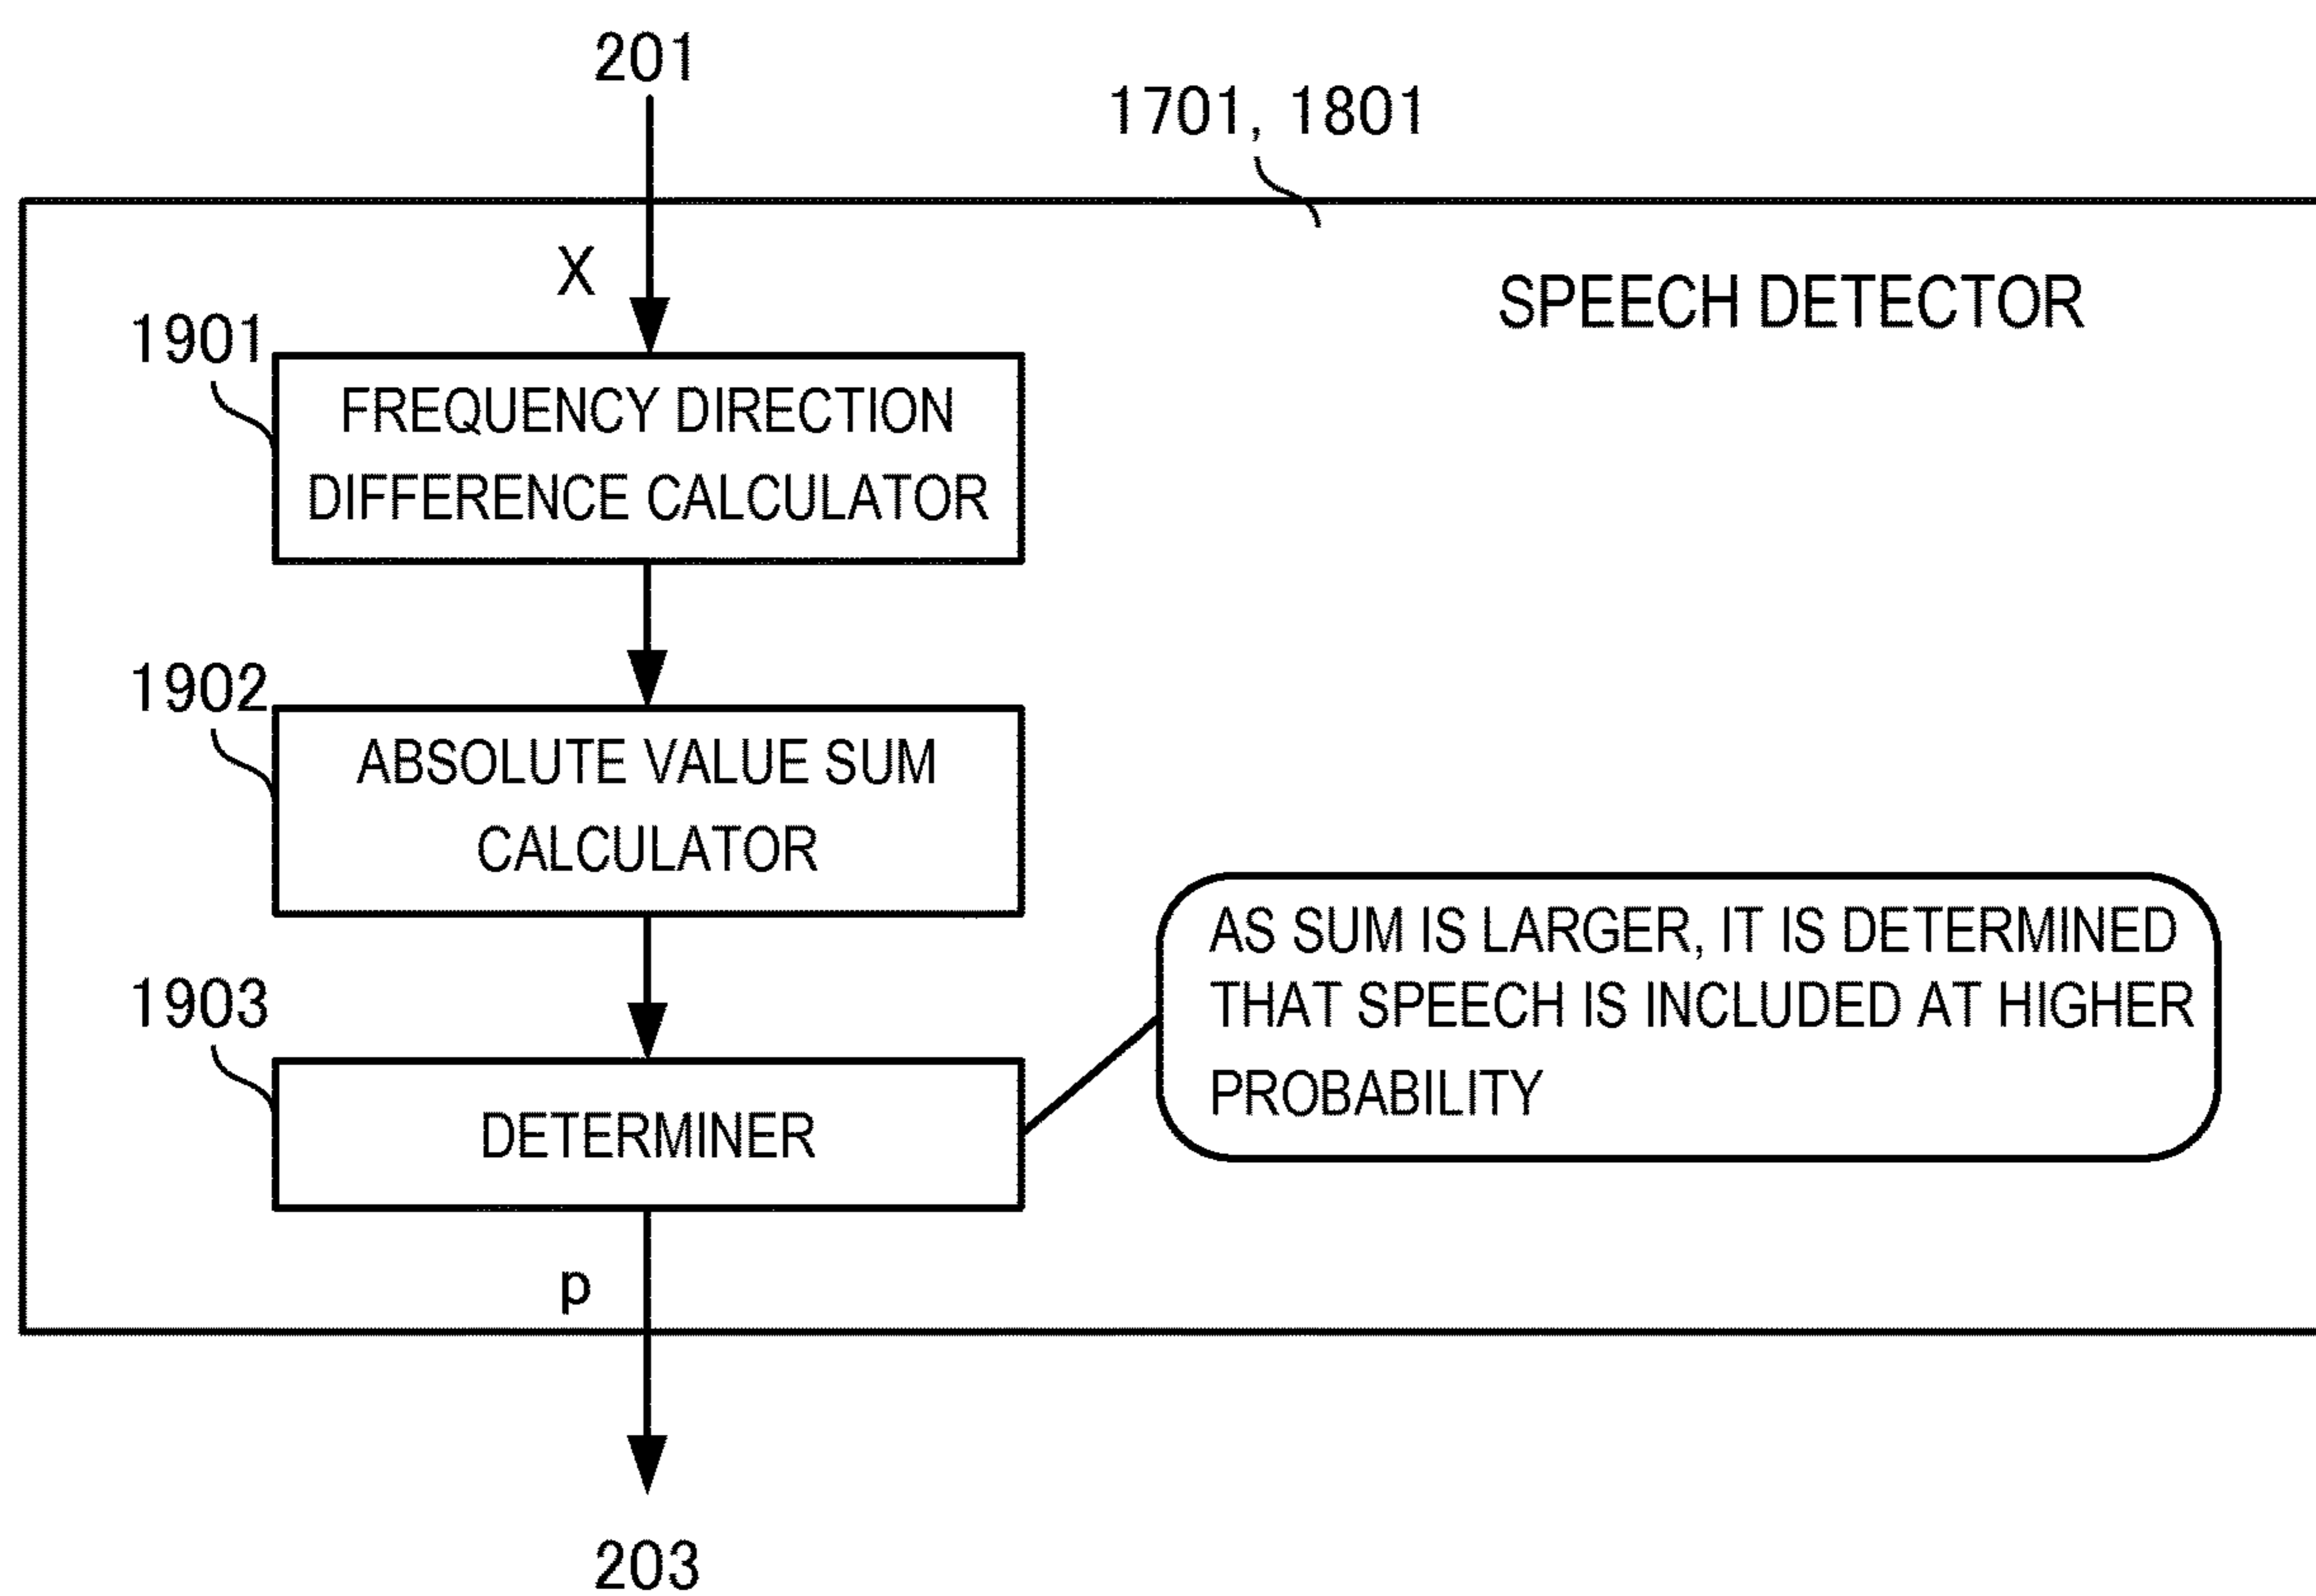 201
1701, 1801
X
SPEECH DETECTOR
1901
FREQUENCY DIRECTION
DIFFERENCE CALCULATOR
1902
ABSOLUTE VALUE SUM
CALCULATOR
AS SUM IS LARGER, IT IS DETERMINED
THAT SPEECH IS INCLUDED AT HIGHER
PROBABILITY
1903
DETERMINER
p
203